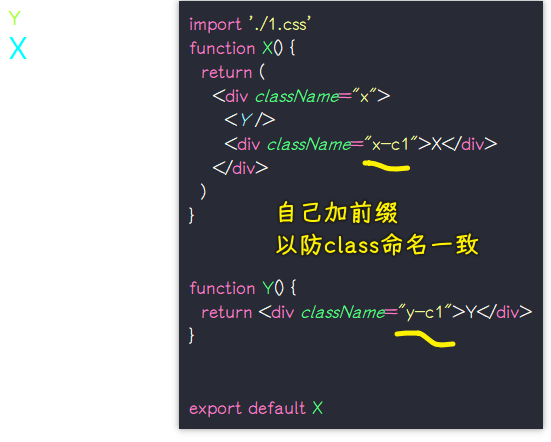 Y
X
import './1.css'
function X() {
return (
<div className="x">
<Y />
<div className="x-c1">X</div>
</div>
)
}
自己加前缀
以防class命名一致
function Y() {
return <div className="y-c1">Y</div>
}
export default X